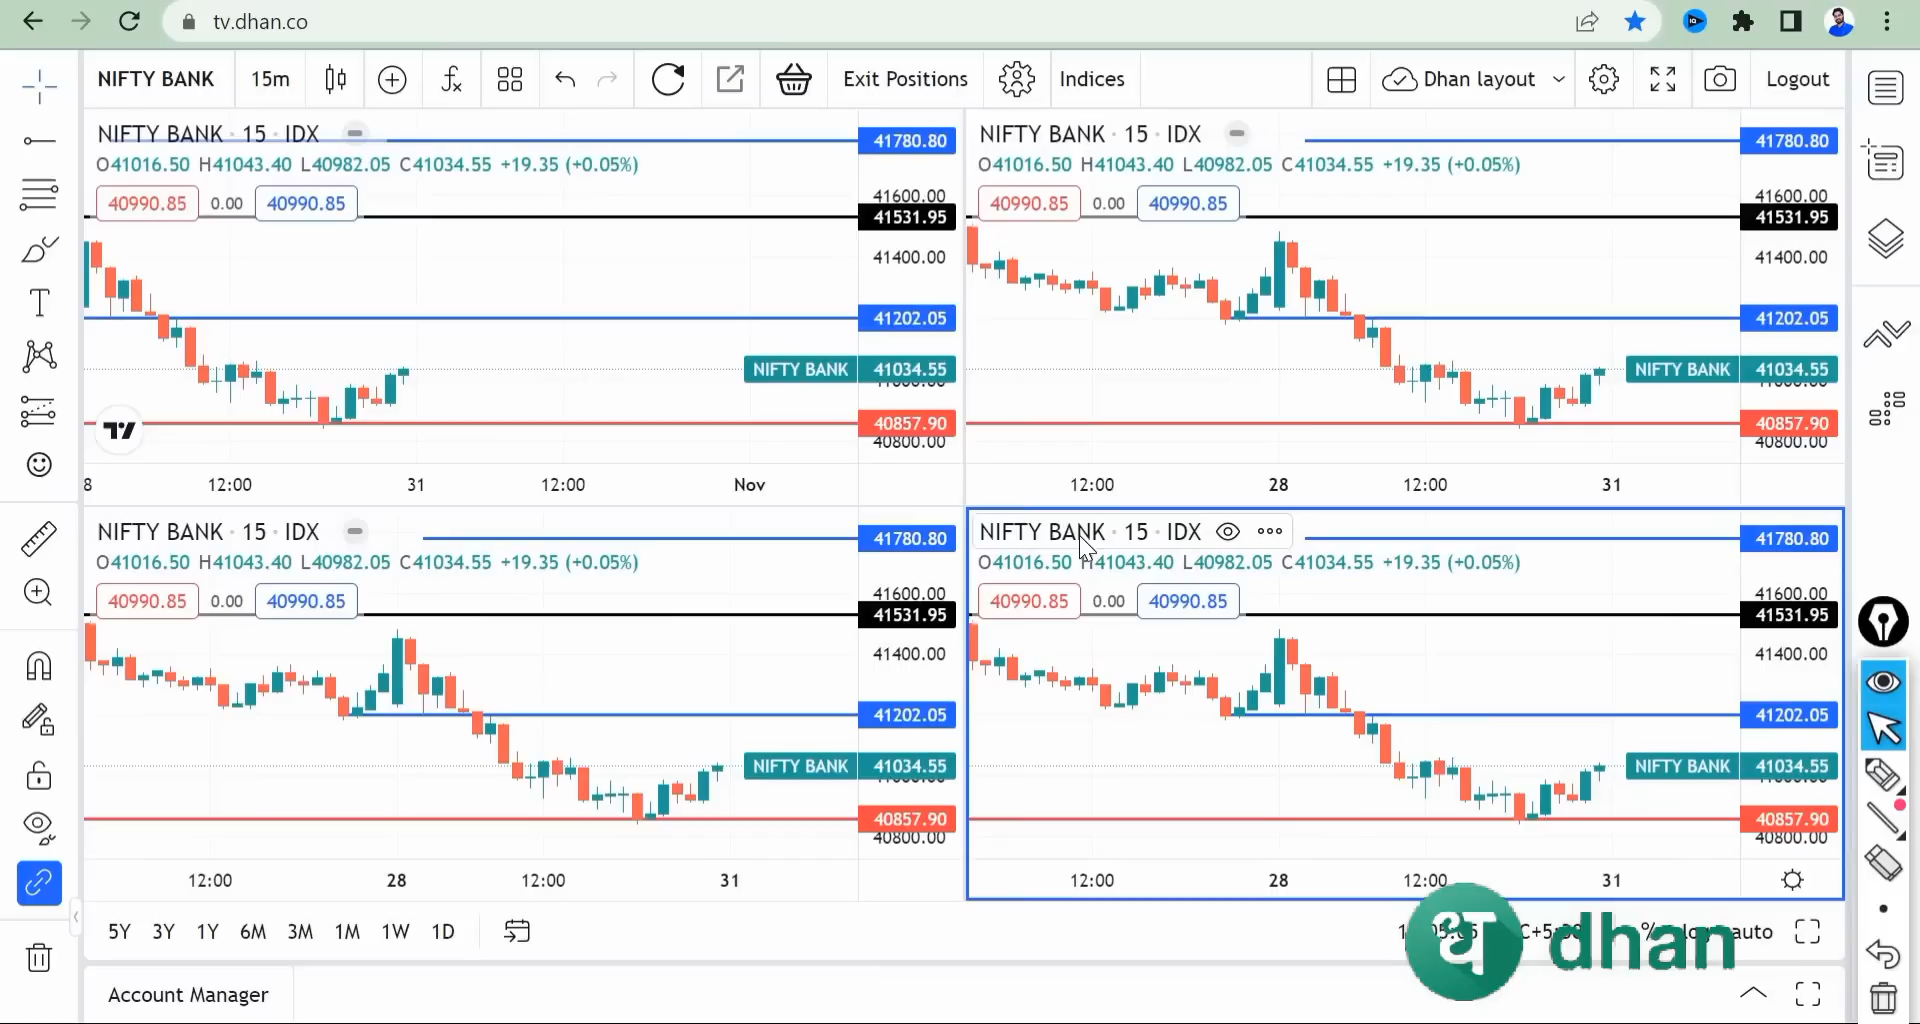 tv.dhan.co
NIFTY BANK 15m Exit Positions Indices Dhan layout Logout
NIFTY BANK · 15 · IDX
O41016.50 H41043.40 L40982.05 C41034.55 +19.35 (+0.05%)
40990.85 0.00 40990.85
41780.80
41600.00
41531.95
41400.00
41202.05
NIFTY BANK 41034.55
40857.90
40800.00
8 12:00 31 12:00 Nov
NIFTY BANK · 15 · IDX
O41016.50 H41043.40 L40982.05 C41034.55 +19.35 (+0.05%)
40990.85 0.00 40990.85
41780.80
41600.00
41531.95
41400.00
41202.05
NIFTY BANK 41034.55
40857.90
40800.00
12:00 28 12:00 31
NIFTY BANK · 15 · IDX
O41016.50 H41043.40 L40982.05 C41034.55 +19.35 (+0.05%)
40990.85 0.00 40990.85
41780.80
41600.00
41531.95
41400.00
41202.05
NIFTY BANK 41034.55
40857.90
40800.00
12:00 28 12:00 31
NIFTY BANK · 15 · IDX
O41016.50 H41043.40 L40982.05 C41034.55 +19.35 (+0.05%)
40990.85 0.00 40990.85
41780.80
41600.00
41531.95
41400.00
41202.05
NIFTY BANK 41034.55
40857.90
40800.00
12:00 28 12:00 31
5Y 3Y 1Y 6M 3M 1M 1W 1D
% log auto
ध dhan
Account Manager